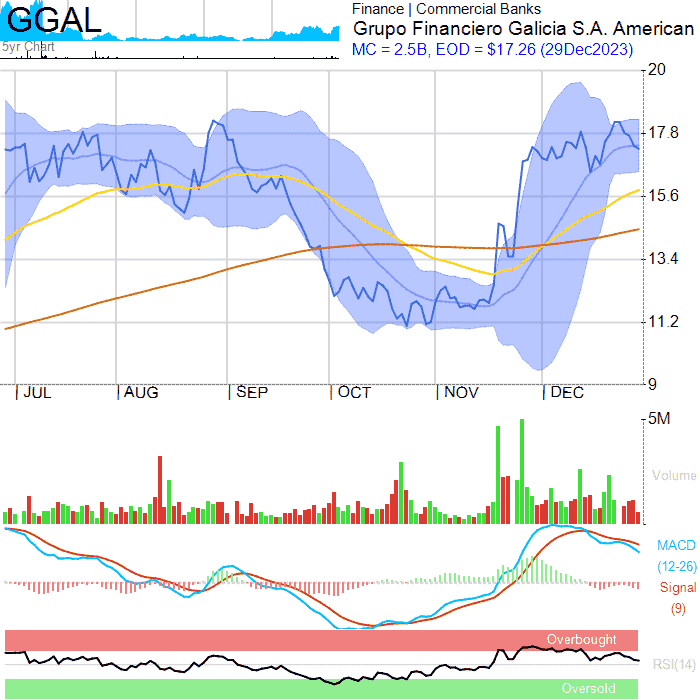 GGAL
5yr Chart
Finance | Commercial Banks
Grupo Financiero Galicia S.A. American
MC = 2.5B, EOD = $17.26 (29Dec2023)
20
17.8
15.6
13.4
11.2
9
JUL AUG SEP OCT NOV DEC
5M
Volume
MACD
(12-26)
Signal
(9)
Overbought
RSI(14)
Oversold